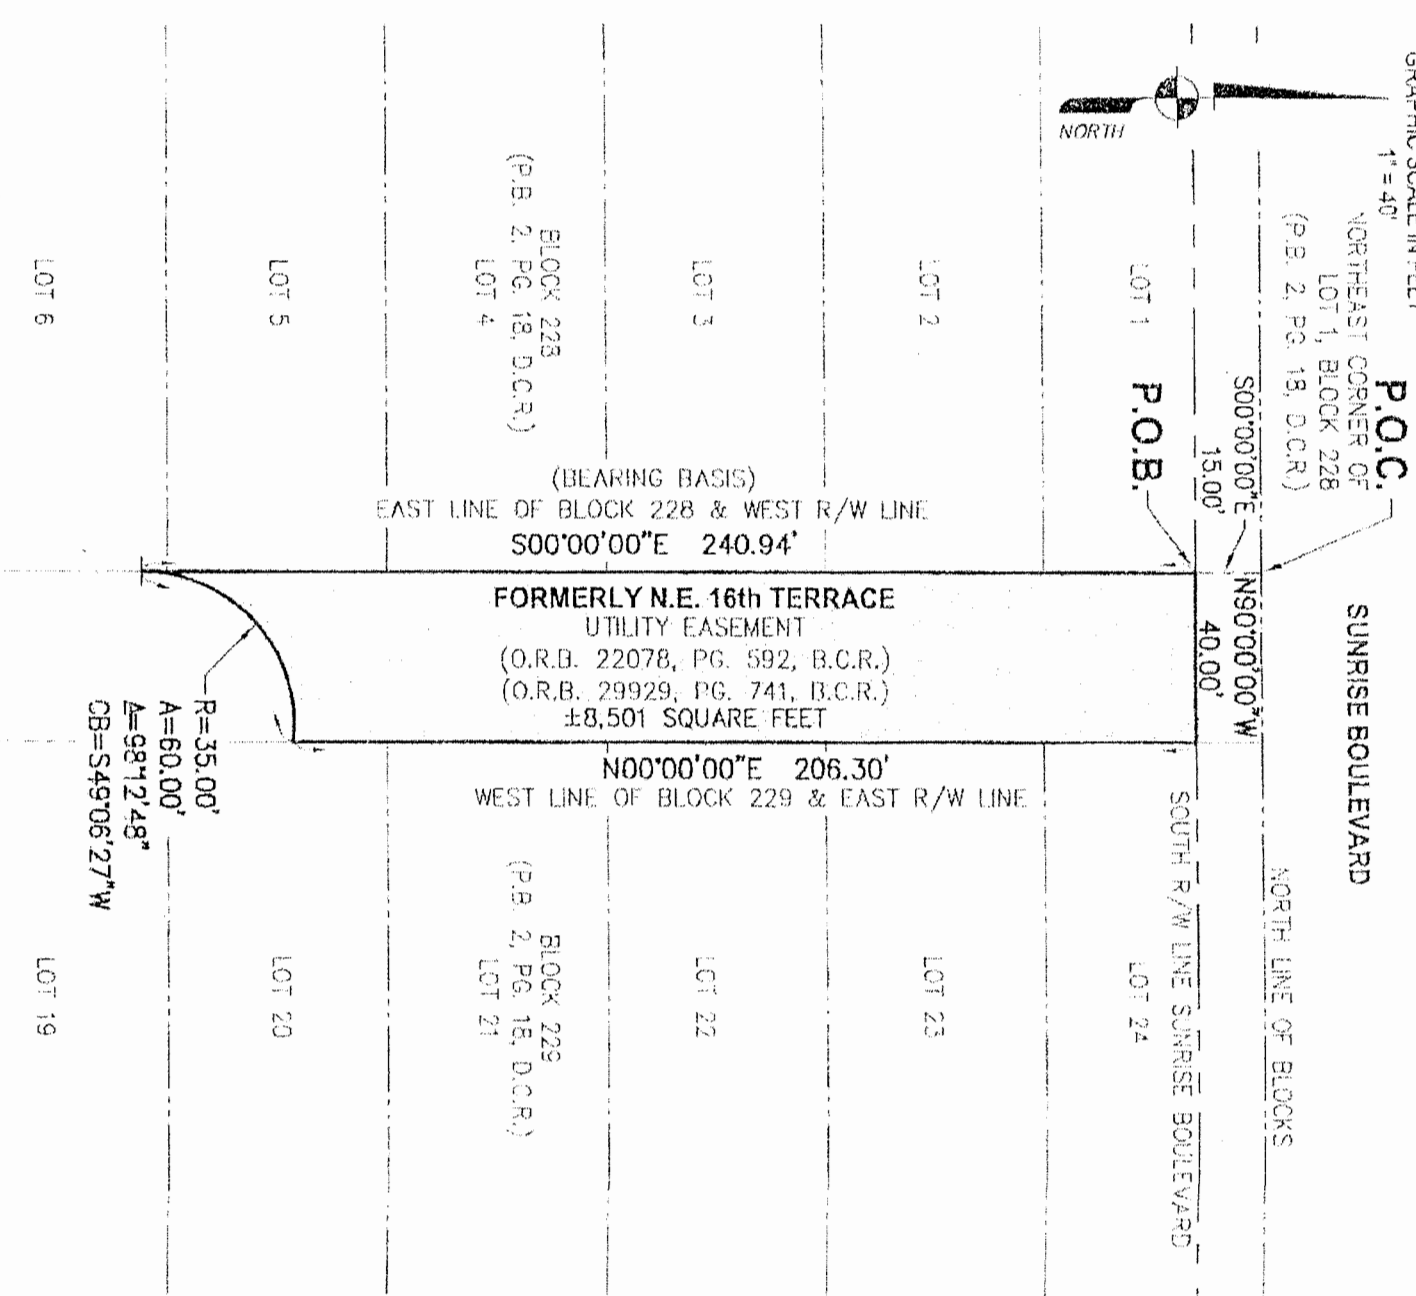 GRAPHIC SCALE IN FEET
1" = 40'
NORTH
P.O.C.
NORTHEAST CORNER OF
LOT 1, BLOCK 228
(P.B. 2, PG. 18, D.C.R.)
S00°00'00"E
15.00'
P.O.B.
SUNRISE BOULEVARD
N90°00'00"W
40.00'
NORTH LINE OF BLOCKS
SOUTH R/W LINE SUNRISE BOULEVARD
LOT 1
LOT 2
LOT 3
BLOCK 228
(P.B. 2, PG. 18, D.C.R.)
LOT 4
LOT 5
LOT 6
(BEARING BASIS)
EAST LINE OF BLOCK 228 & WEST R/W LINE
S00°00'00"E 240.94'
FORMERLY N.E. 16th TERRACE
UTILITY EASEMENT
(O.R.B. 22078, PG. 592, B.C.R.)
(O.R.B. 29929, PG. 741, B.C.R.)
±8,501 SQUARE FEET
N00°00'00"E 206.30'
WEST LINE OF BLOCK 229 & EAST R/W LINE
R=35.00'
A=60.00'
Δ=98°12'48"
CB=S49°06'27"W
LOT 24
LOT 23
LOT 22
BLOCK 229
(P.B. 2, PG. 18, D.C.R.)
LOT 21
LOT 20
LOT 19